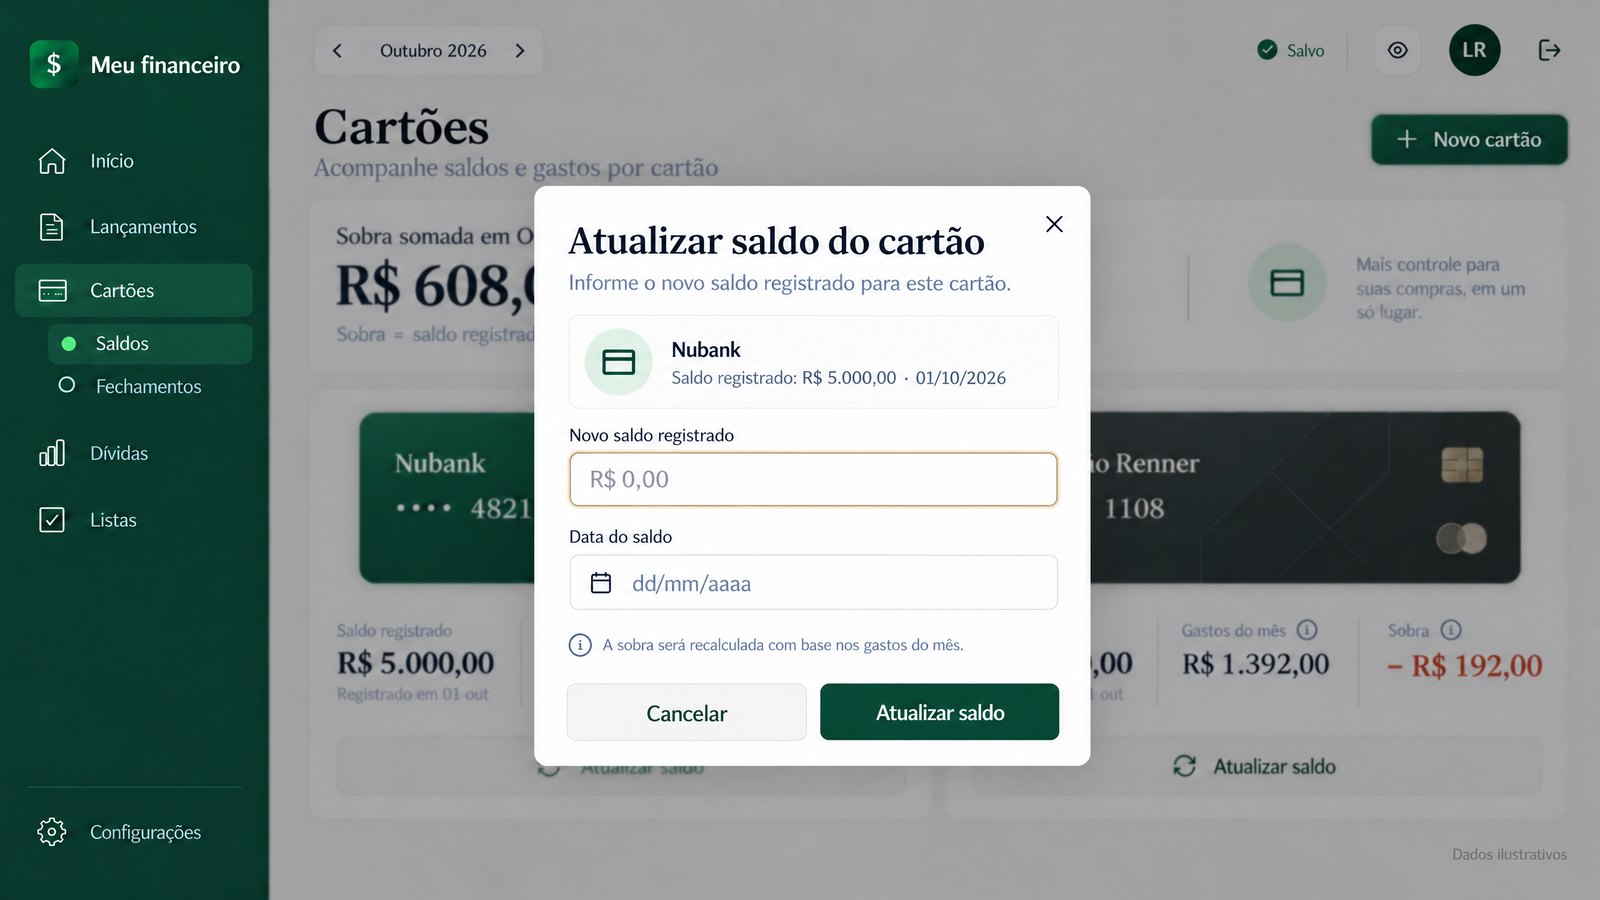 $ Meu financeiro
Início
Lançamentos
Cartões
Saldos
Fechamentos
Dívidas
Listas
Configurações
Outubro 2026
Salvo
LR
Cartões
Acompanhe saldos e gastos por cartão
+ Novo cartão
Sobra somada em O
R$ 608,0
Sobra = saldo registrad
Mais controle para
suas compras, em um
só lugar.
Nubank
•••• 4821
o Renner
1108
Saldo registrado
R$ 5.000,00
Registrado em 01 out
Atualizar saldo
,00
out
Gastos do mês
R$ 1.392,00
Sobra
– R$ 192,00
Atualizar saldo
Dados ilustrativos
Atualizar saldo do cartão
Informe o novo saldo registrado para este cartão.
Nubank
Saldo registrado: R$ 5.000,00 · 01/10/2026
Novo saldo registrado
R$ 0,00
Data do saldo
dd/mm/aaaa
A sobra será recalculada com base nos gastos do mês.
Cancelar
Atualizar saldo